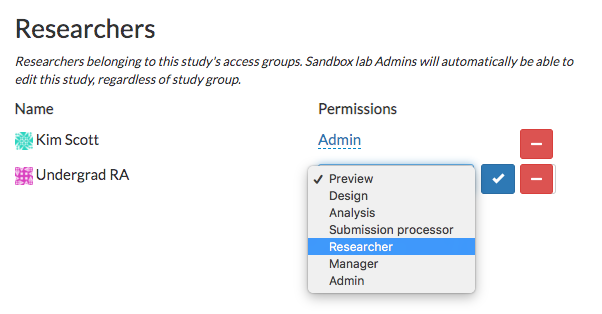 Researchers
Researchers belonging to this study's access groups. Sandbox lab Admins will automatically be able to
edit this study, regardless of study group.
Name Permissions
Kim Scott Admin
Undergrad RA
Preview
Design
Analysis
Submission processor
Researcher
Manager
Admin